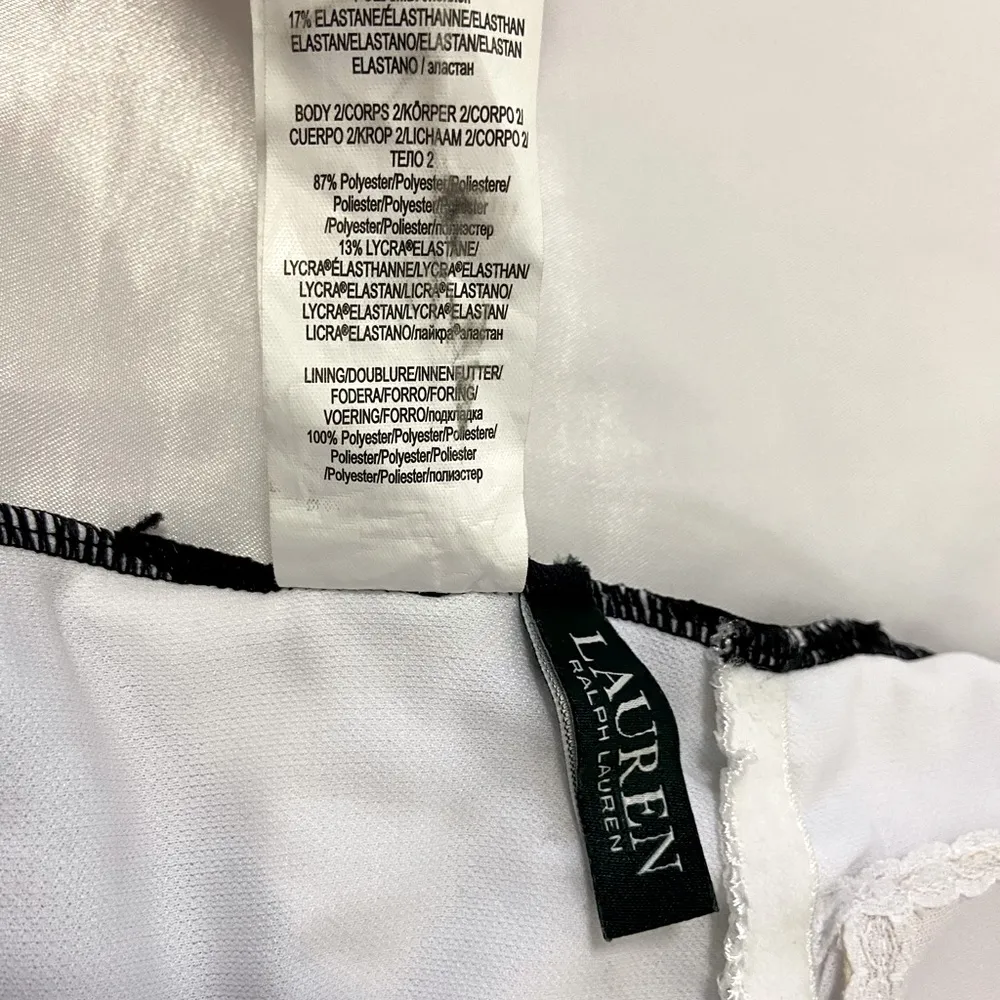 17% ELASTANE/ÉLASTHANNE/ELASTHAN
ELASTAN/ELASTANO/ELASTAN/ELASTAN
ELASTANO / эластан
BODY 2/CORPS 2/KÖRPER 2/CORPO 2/
CUERPO 2/KROP 2/LICHAAM 2/CORPO 2/
ТЕЛО 2
87% Polyester/Polyester/Poliestere/
Poliester/Polyester/Polyester
/Polyester/Poliester/полиэстер
13% LYCRA®ELASTANE/
LYCRA®ÉLASTHANNE/LYCRA®ELASTHAN/
LYCRA®ELASTAN/LICRA®ELASTANO/
LYCRA®ELASTAN/LYCRA®ELASTAN/
LICRA®ELASTANO/лайкра®эластан
LINING/DOUBLURE/INNENFUTTER/
FODERA/FORRO/FORING/
VOERING/FORRO/подкладка
100% Polyester/Polyester/Poliestere/
Poliester/Polyester/Poliester
/Polyester/Poliester/полиэстер
LAUREN
RALPH LAUREN